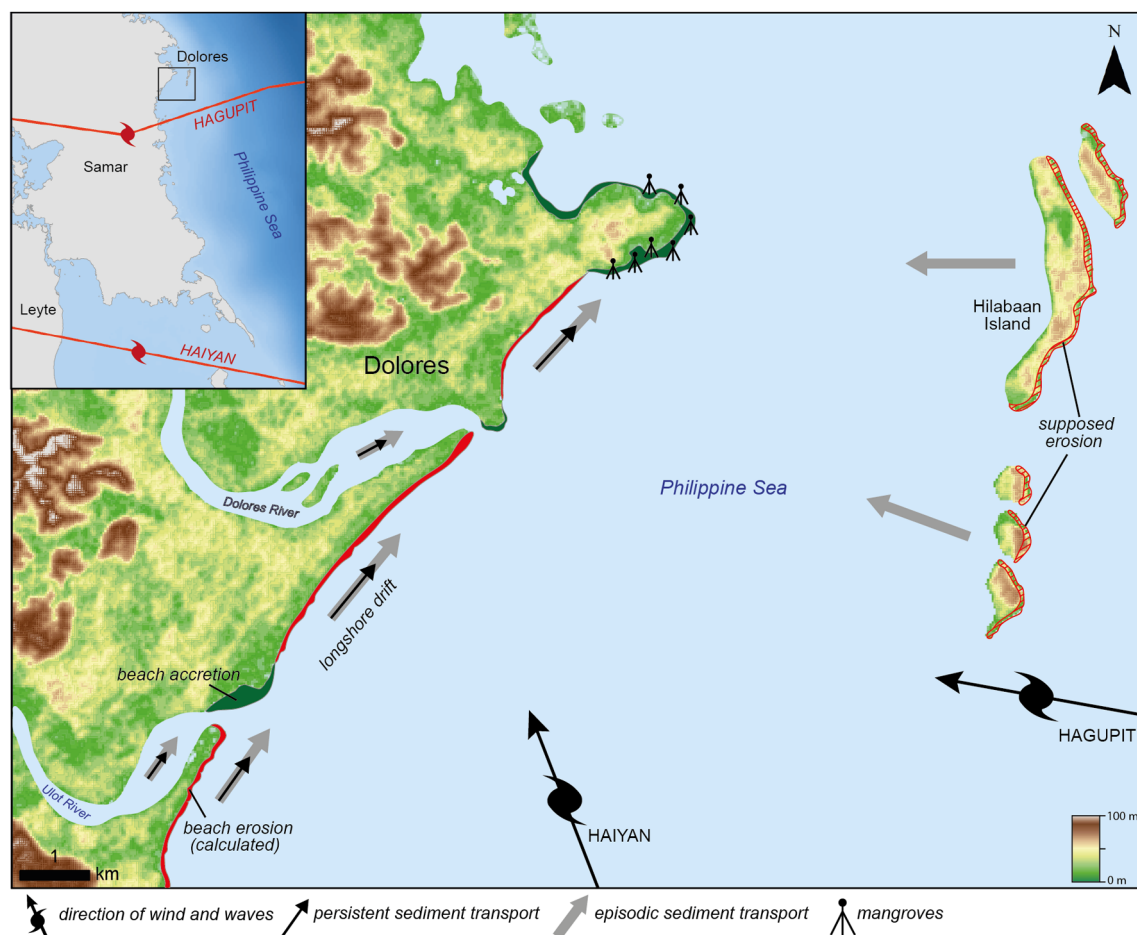 Dolores
HAGUPIT
Samar
Philippine Sea
Leyte
HAIYAN
N
Hilabaan
Island
Dolores
supposed
erosion
Philippine Sea
Dolores River
longshore drift
beach accretion
HAGUPIT
Ulot River
beach erosion
(calculated)
HAIYAN
100 m
0 m
1
km
direction of wind and waves
persistent sediment transport
episodic sediment transport
mangroves